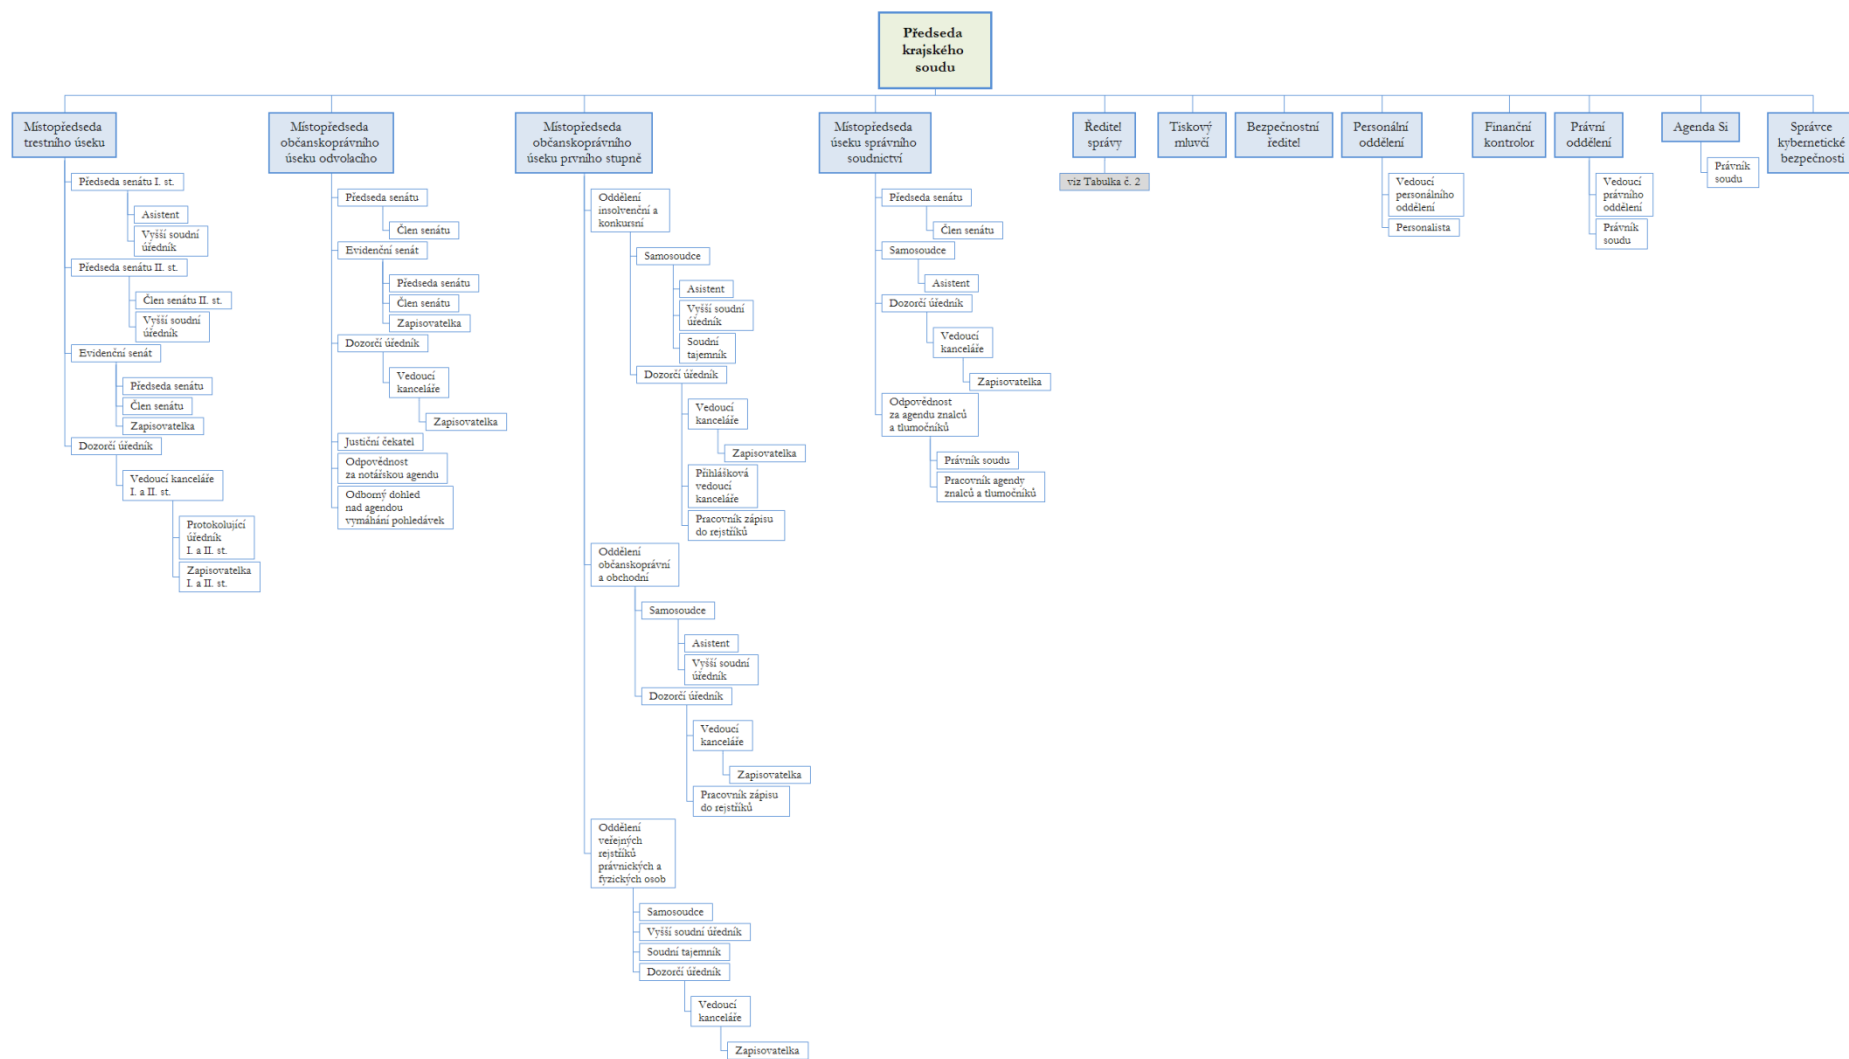 Předseda
krajského
soudu
Místopředseda
trestního úseku
Předseda senátu I. st.
Asistent
Vyšší soudní
úředník
Předseda senátu II. st.
Člen senátu II. st.
Vyšší soudní
úředník
Evidenční senát
Předseda senátu
Člen senátu
Zapisovatelka
Dozorčí úředník
Vedoucí kanceláře
I. a II. st.
Protokolující
úředník
I. a II. st.
Zapisovatelka
I. a II. st.
Místopředseda
občanskoprávního
úseku odvolacího
Předseda senátu
Člen senátu
Evidenční senát
Předseda senátu
Člen senátu
Zapisovatelka
Dozorčí úředník
Vedoucí
kanceláře
Zapisovatelka
Justiční čekatel
Odpovědnost
za notářskou agendu
Odborný dohled
nad agendou
vymáhání pohledávek
Místopředseda
občanskoprávního
úseku prvního stupně
Oddělení
insolvenční a
konkursní
Samosoudce
Asistent
Vyšší soudní
úředník
Soudní
tajemník
Dozorčí úředník
Vedoucí
kanceláře
Zapisovatelka
Přihlášková
vedoucí
kanceláře
Pracovník zápisu
do rejstříků
Oddělení
občanskoprávní
a obchodní
Samosoudce
Asistent
Vyšší soudní
úředník
Dozorčí úředník
Vedoucí
kanceláře
Zapisovatelka
Pracovník zápisu
do rejstříků
Oddělení
veřejných
rejstříků
právnických a
fyzických osob
Samosoudce
Vyšší soudní úředník
Soudní tajemník
Dozorčí úředník
Vedoucí
kanceláře
Zapisovatelka
Místopředseda
úseku správního
soudnictví
Předseda senátu
Člen senátu
Samosoudce
Asistent
Dozorčí úředník
Vedoucí
kanceláře
Zapisovatelka
Odpovědnost
za agendu znalců
a tlumočníků
Právník soudu
Pracovník agendy
znalců a tlumočníků
Ředitel
správy
viz Tabulka č. 2
Tiskový
mluvčí
Bezpečnostní
ředitel
Personální
oddělení
Vedoucí
personálního
oddělení
Personalista
Finanční
kontrolor
Právní
oddělení
Vedoucí
právního
oddělení
Právník
soudu
Agenda Si
Právník
soudu
Správce
kybernetické
bezpečnosti